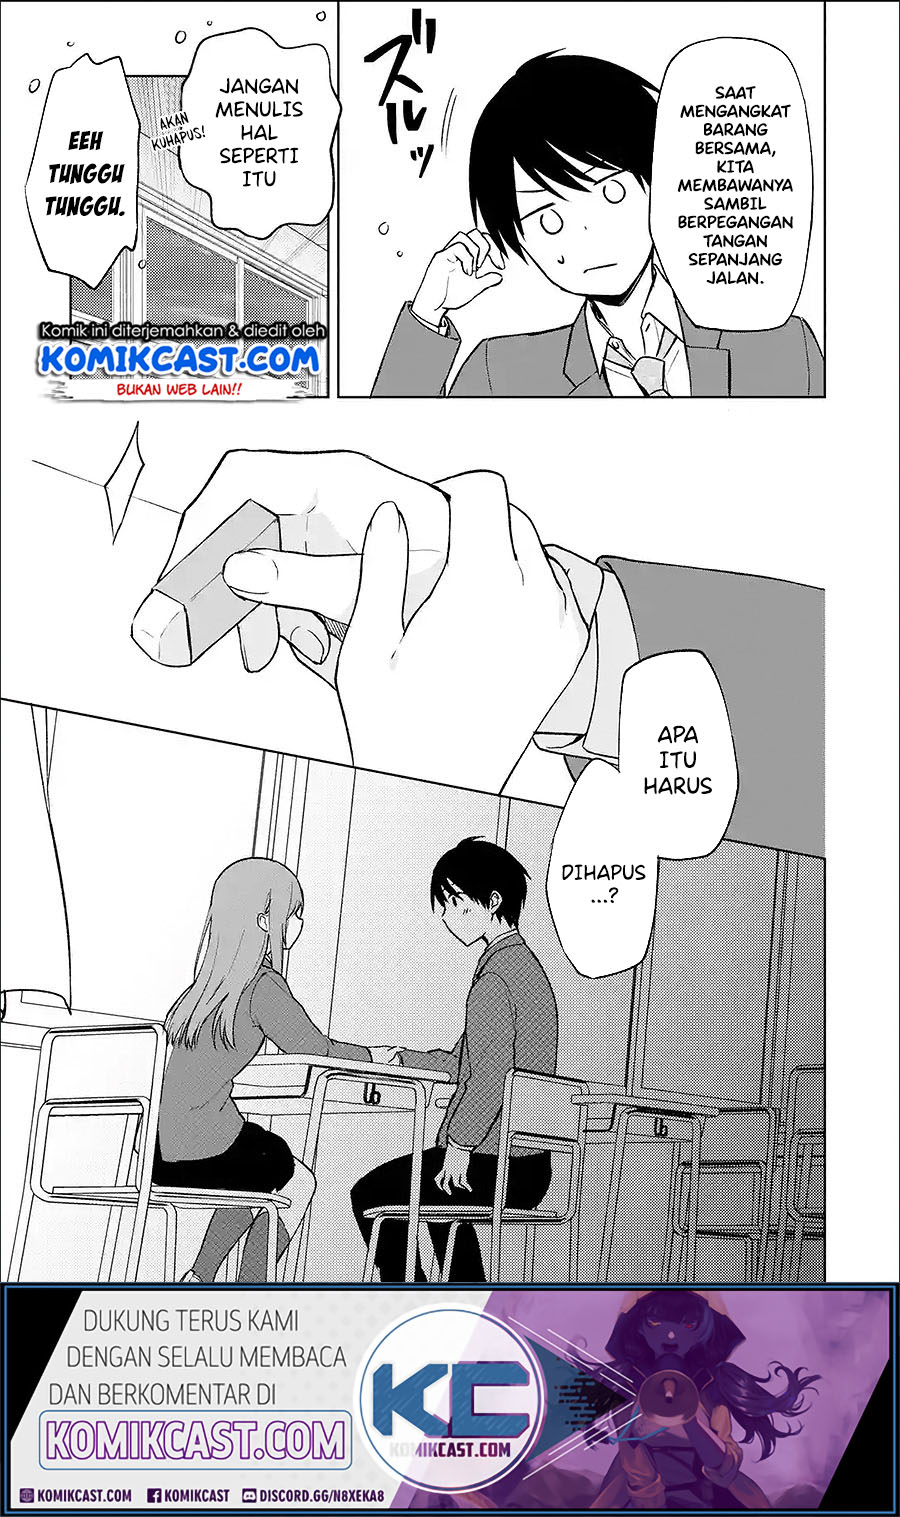 SAAT
MENGANGKAT
BARANG
BERSAMA,
KITA
MEMBAWANYA
SAMBIL
BERPEGANGAN
TANGAN
SEPANJANG
JALAN.
ズルッ
JANGAN
MENULIS
HAL
SEPERTI
ITU
AKAN
KUHAPUS!
EEH
TUNGGU
TUNGGU.
Komik ini diterjemahkan & diedit oleh
KOMIKCAST.COM
BUKAN WEB LAIN!!
APA
ITU
HARUS
DIHAPUS
...?
DUKUNG TERUS KAMI
DENGAN SELALU MEMBACA
DAN BERKOMENTAR DI
KOMIKCAST.COM
KC
KOMIKCAST.COM
KOMIKCAST.COM
KOMIKCAST
DISCORD.GG/N8XEKA8